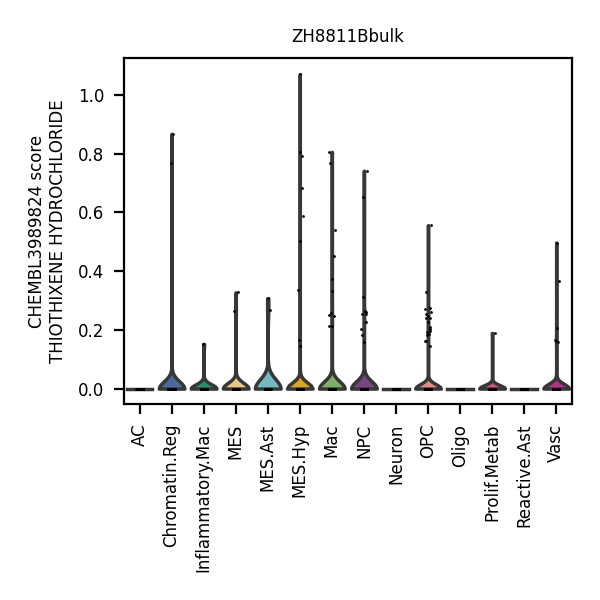 ZH8811Bbulk
CHEMBL3989824 score
THIOTHIXENE HYDROCHLORIDE
1.0
0.8
0.6
0.4
0.2
0.0
AC
Chromatin.Reg
Inflammatory.Mac
MES
MES.Ast
MES.Hyp
Mac
NPC
Neuron
OPC
Oligo
Prolif.Metab
Reactive.Ast
Vasc